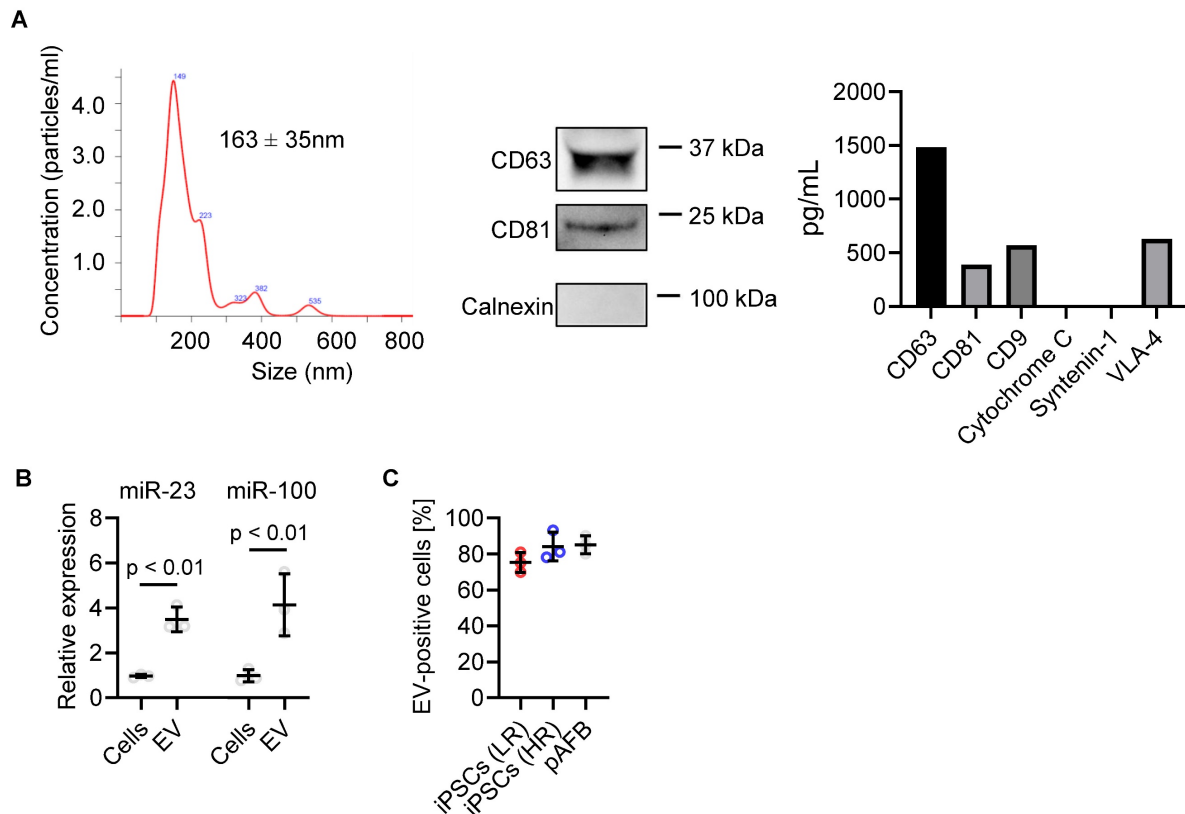 A
Concentration (particles/ml)
4.0
3.0
2.0
1.0
149
223
323
382
535
163 ± 35nm
200 400 600 800
Size (nm)
CD63
37 kDa
CD81
25 kDa
Calnexin
100 kDa
pg/mL
2000
1500
1000
500
0
CD63
CD81
CD9
Cytochrome C
Syntenin-1
VLA-4
B
miR-23 miR-100
Relative expression
8
6
4
2
0
p < 0.01
p < 0.01
Cells
EV
Cells
EV
C
EV-positive cells [%]
100
80
60
40
20
0
iPSCs (LR)
iPSCs (HR)
pAFB